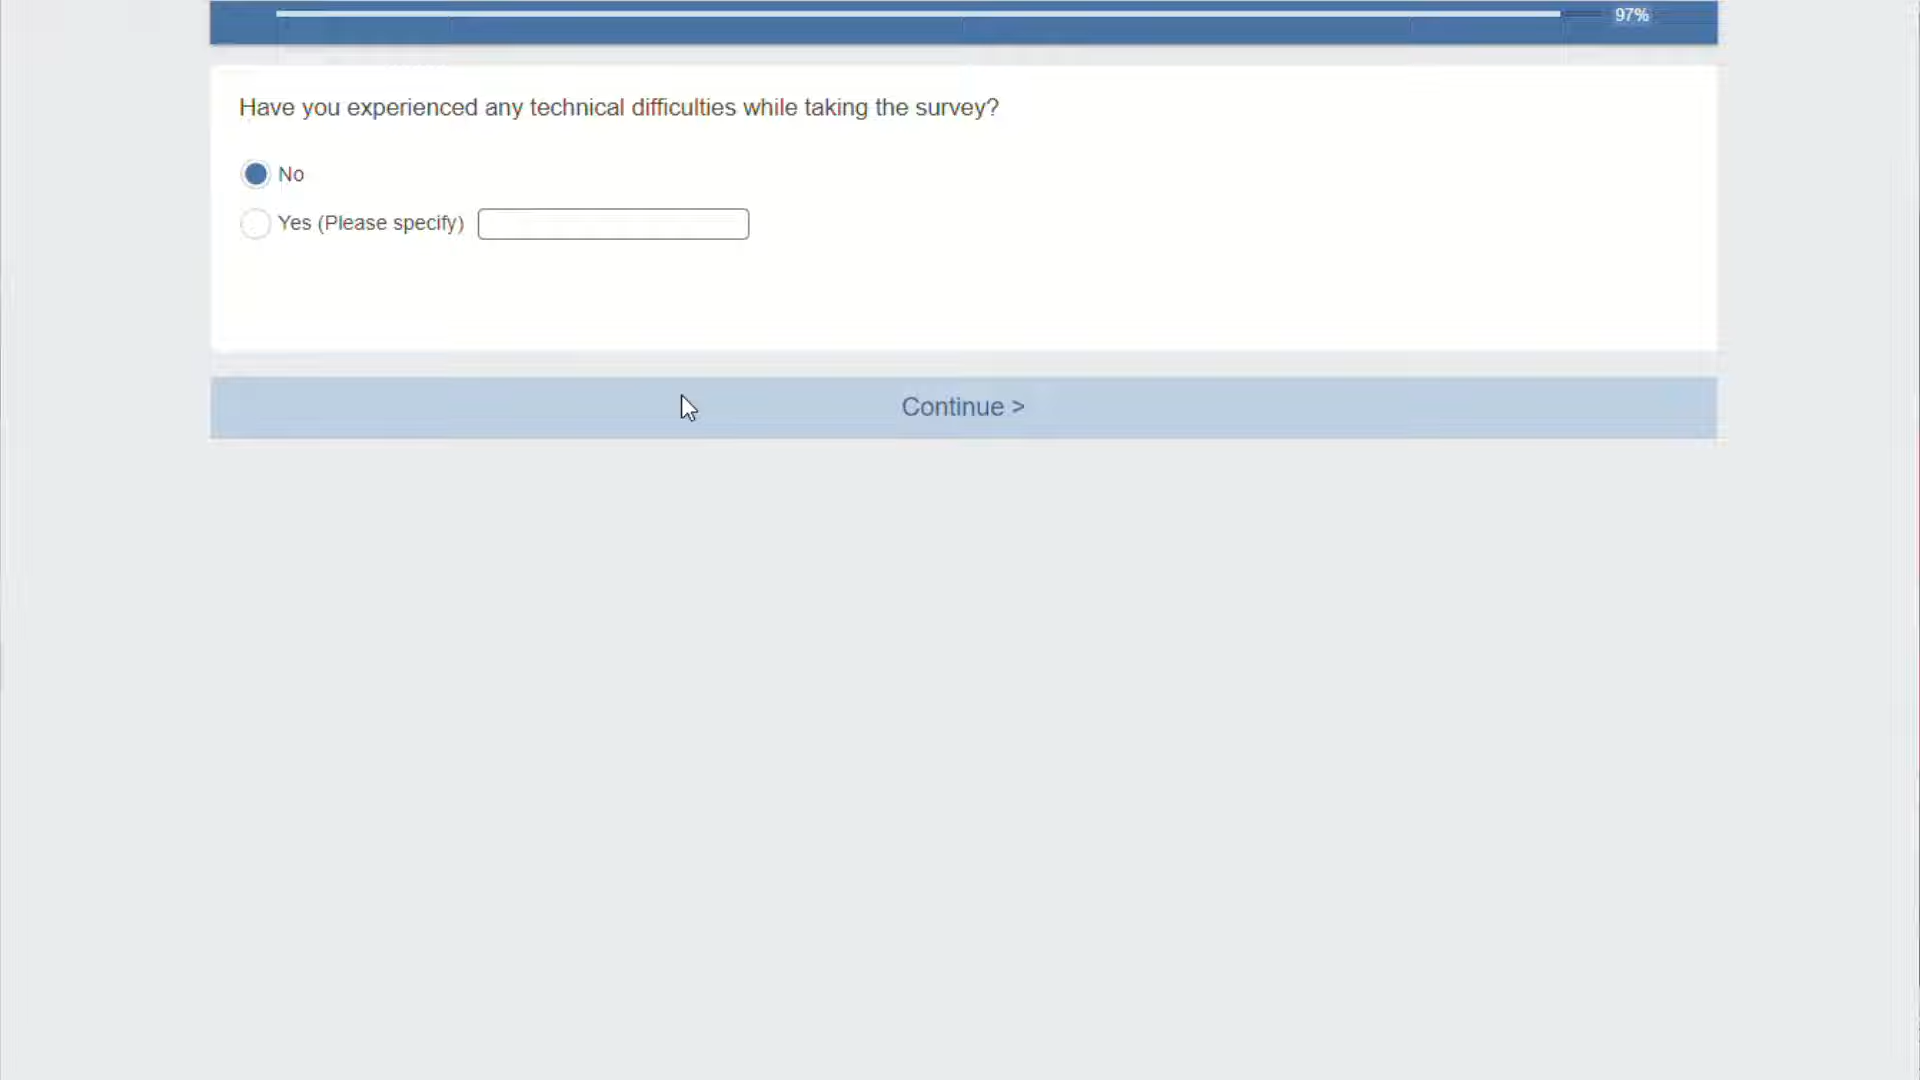 97%
Have you experienced any technical difficulties while taking the survey?
No
Yes (Please specify)
Continue >